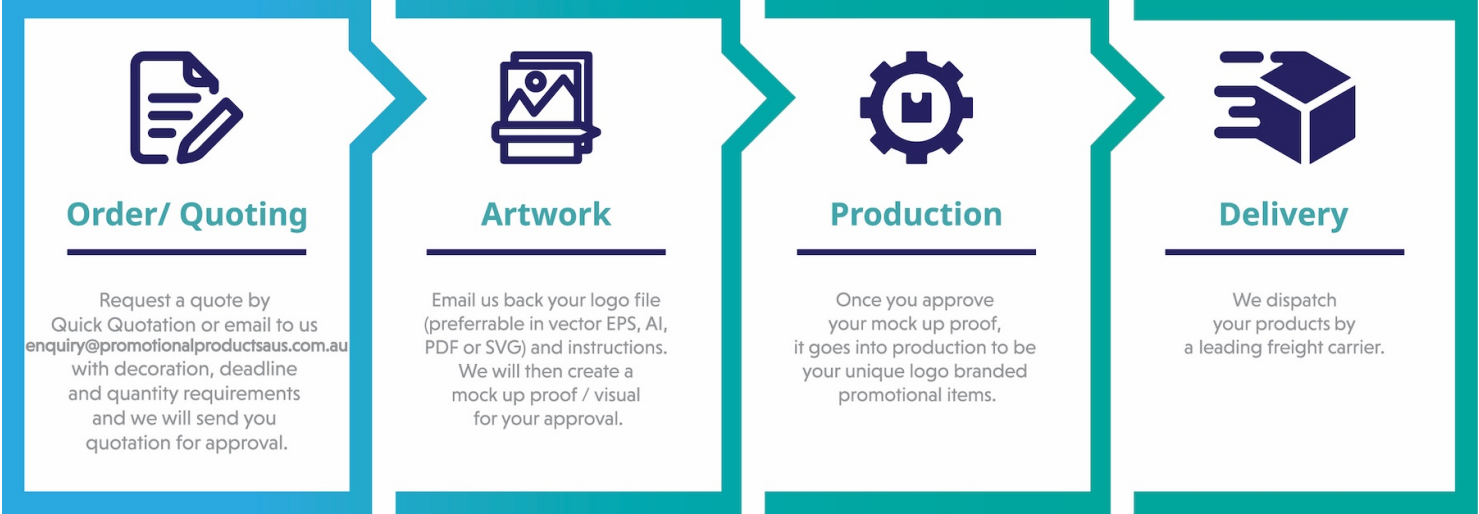 Order/ Quoting
Request a quote by
Quick Quotation or email to us
enquiry@promotionalproductsaus.com.au
with decoration, deadline
and quantity requirements
and we will send you
quotation for approval.
Artwork
Email us back your logo file
(preferrable in vector EPS, AI,
PDF or SVG) and instructions.
We will then create a
mock up proof / visual
for your approval.
Production
Once you approve
your mock up proof,
it goes into production to be
your unique logo branded
promotional items.
Delivery
We dispatch
your products by
a leading freight carrier.